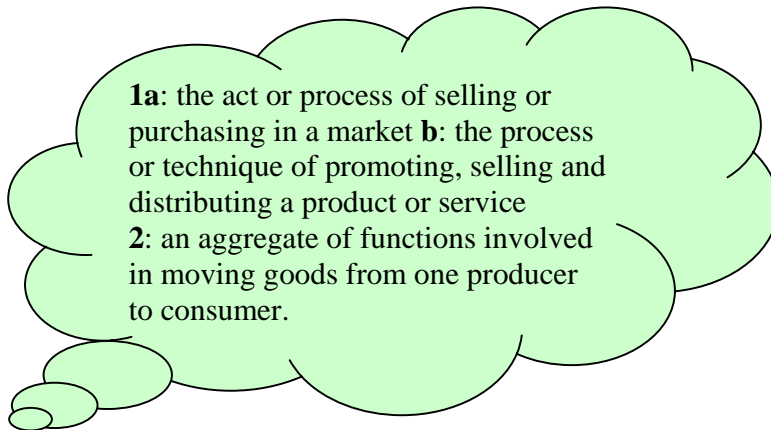 1a: the act or process of selling or
purchasing in a market b: the process
or technique of promoting, selling and
distributing a product or service
2: an aggregate of functions involved
in moving goods from one producer
to consumer.